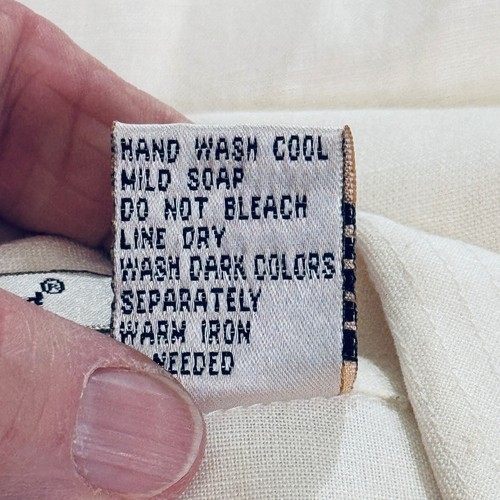 HAND WASH COOL
MILD SOAP
DO NOT BLEACH
LINE DRY
WASH DARK COLORS
SEPARATELY
WARM IRON
NEEDED